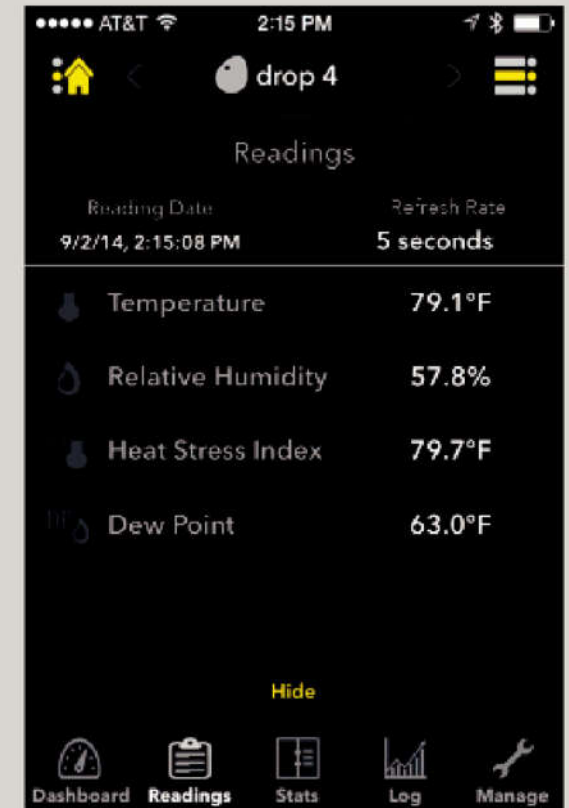 AT&T 2:15 PM
drop 4
Readings
Reading Date Refresh Rate
9/2/14, 2:15:08 PM 5 seconds
Temperature 79.1°F
Relative Humidity 57.8%
Heat Stress Index 79.7°F
Dew Point 63.0°F
Hide
Dashboard Readings Stats Log Manage